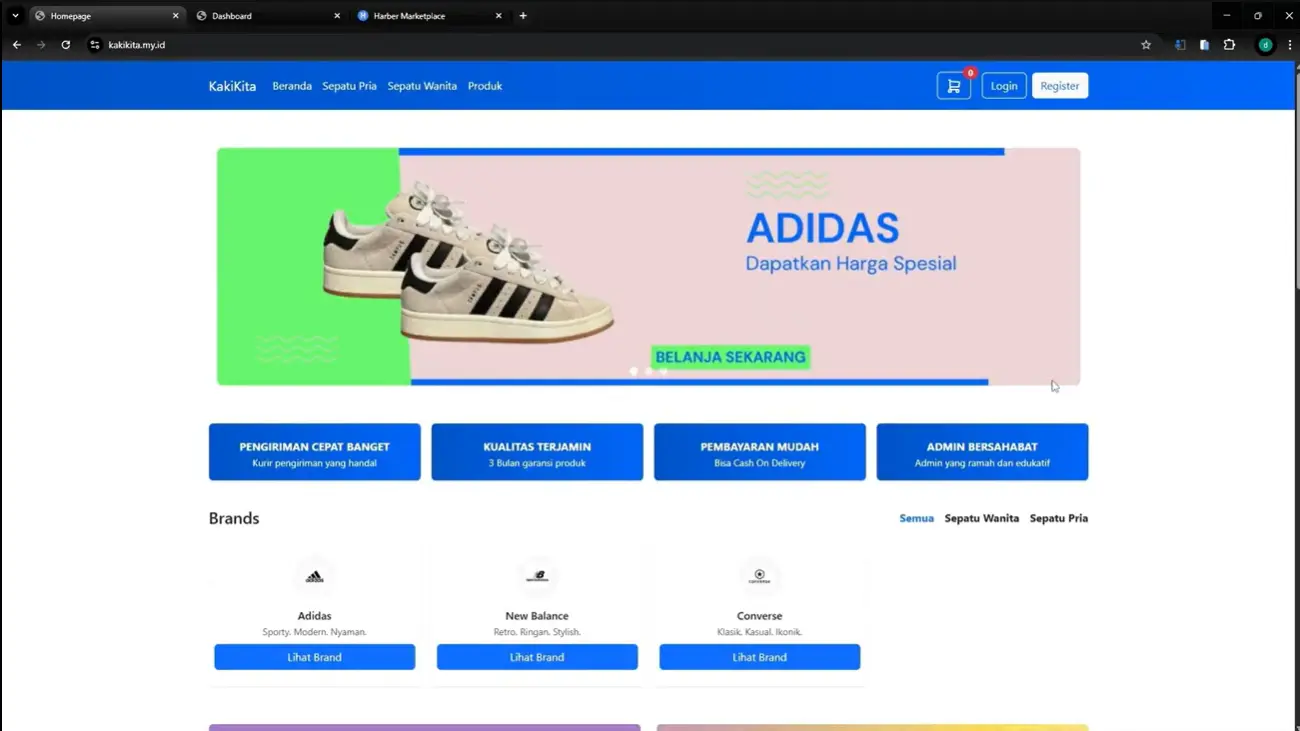 Homepage
Dashboard
Harber Marketplace
kakikita.my.id
d
KakiKita
Beranda
Sepatu Pria
Sepatu Wanita
Produk
0
Login
Register
ADIDAS
Dapatkan Harga Spesial
BELANJA SEKARANG
PENGIRIMAN CEPAT BANGET
Kurir pengiriman yang handal
KUALITAS TERJAMIN
3 Bulan garansi produk
PEMBAYARAN MUDAH
Bisa Cash On Delivery
ADMIN BERSAHABAT
Admin yang ramah dan edukatif
Brands
Semua
Sepatu Wanita
Sepatu Pria
adidas
Adidas
Sporty. Modern. Nyaman.
Lihat Brand
New Balance
Retro. Ringan. Stylish.
Lihat Brand
CONVERSE
Converse
Klasik. Kasual. Ikonik.
Lihat Brand